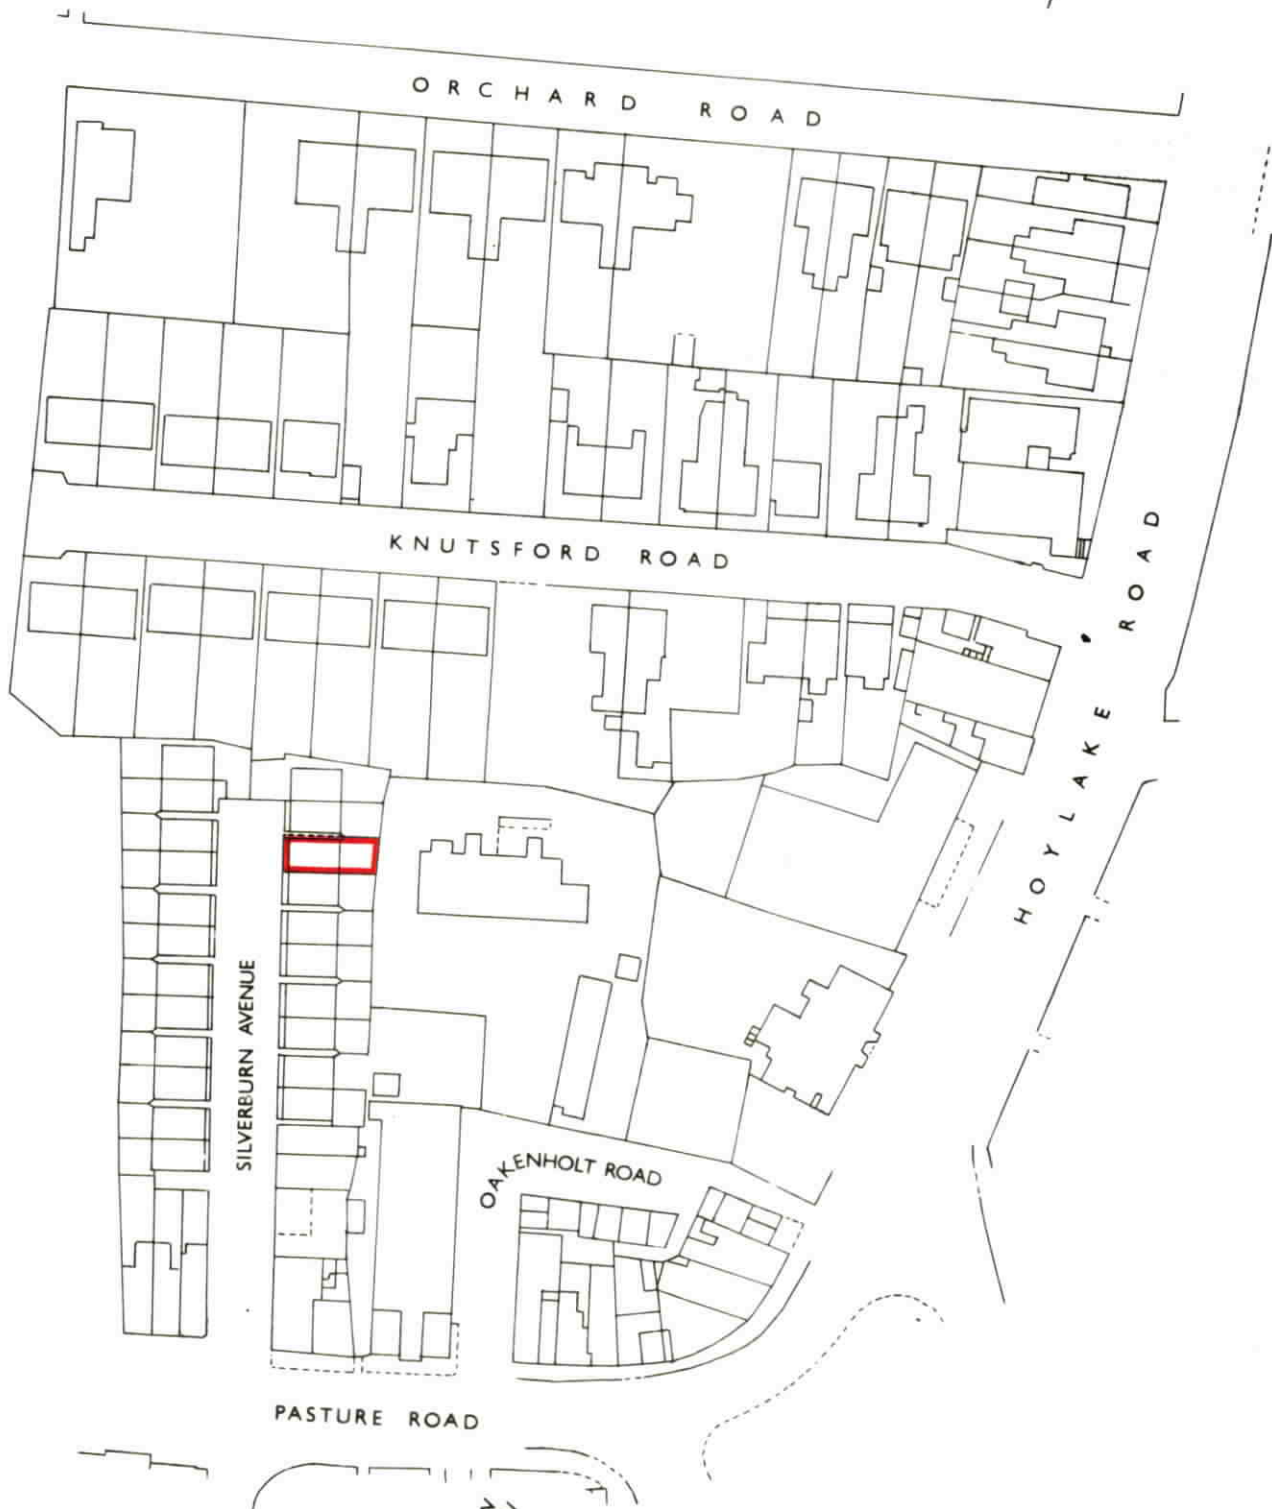 ORCHARD ROAD
KNUTSFORD ROAD
HOYLAKE ROAD
SILVERBURN AVENUE
OAKENHOLT ROAD
PASTURE ROAD